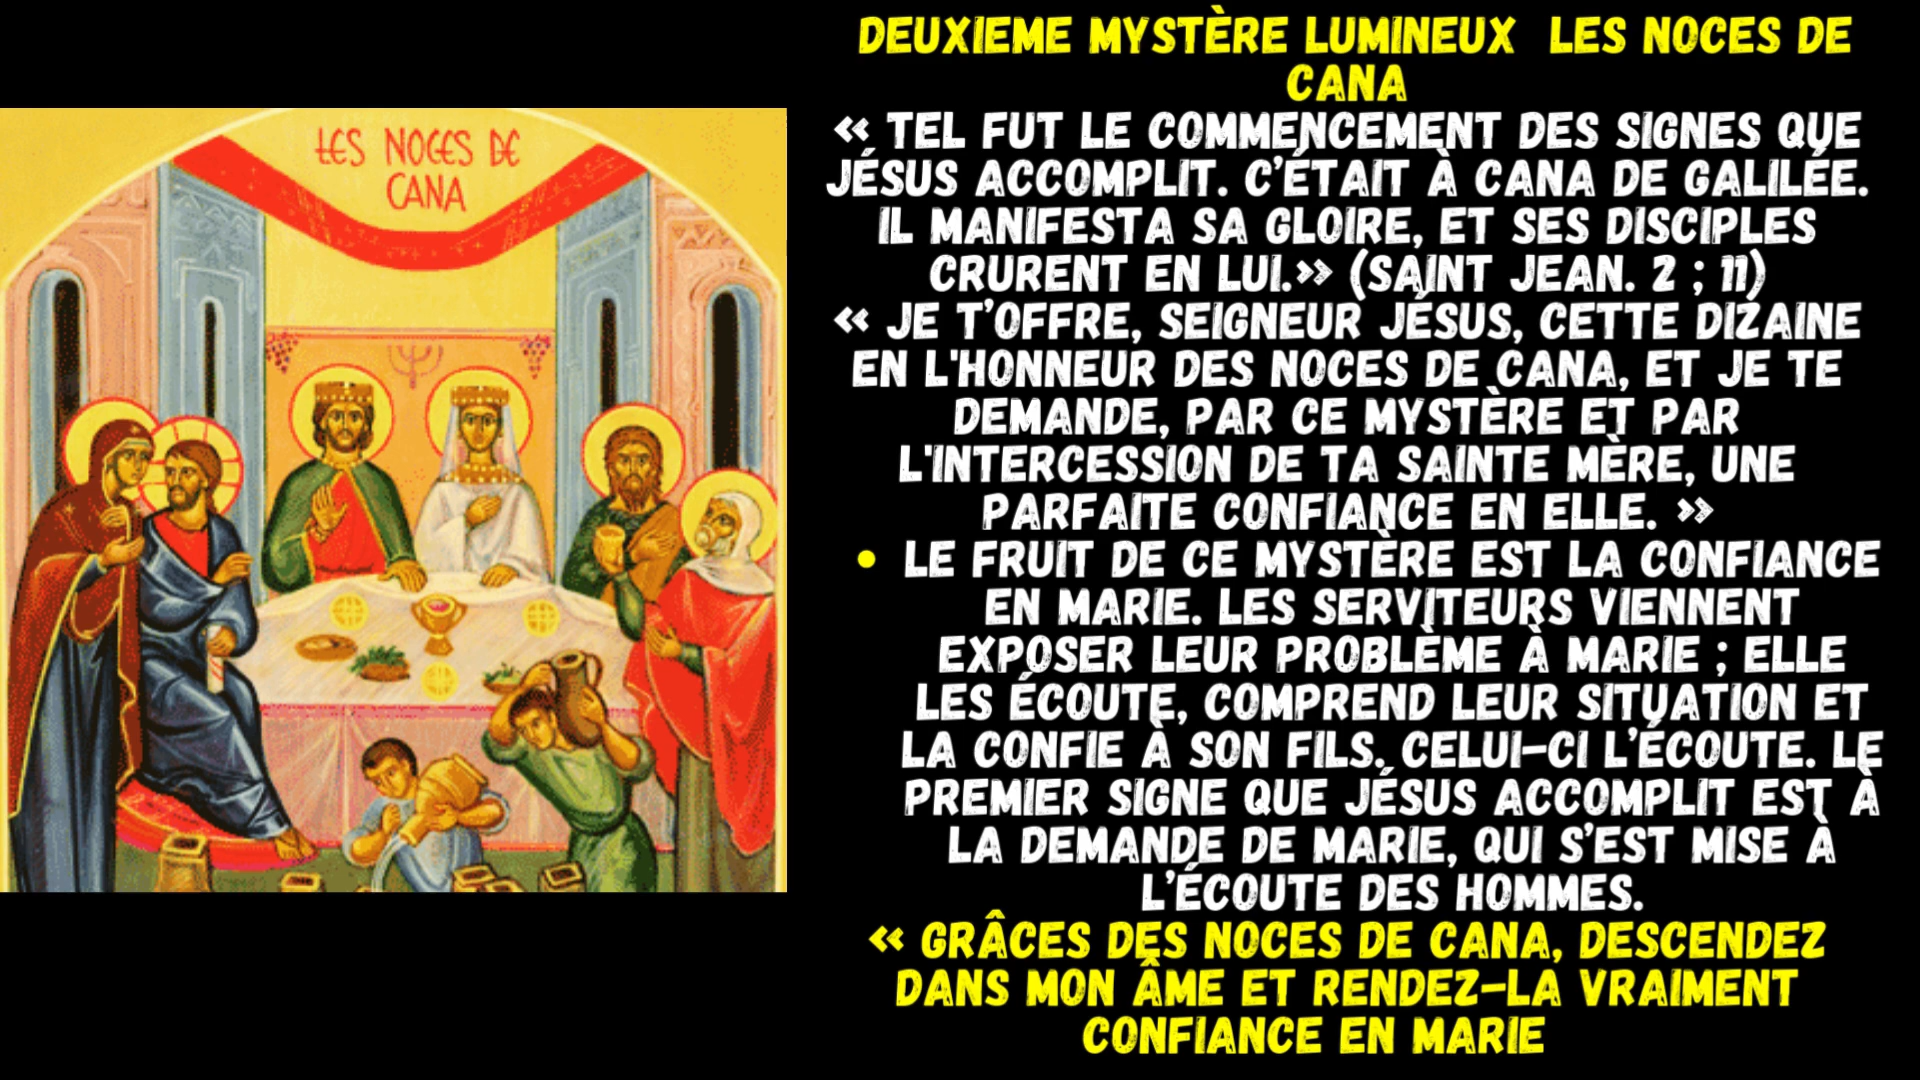 LES NOCES DE
CANA
DEUXIEME MYSTÈRE LUMINEUX LES NOCES DE
CANA
« TEL FUT LE COMMENCEMENT DES SIGNES QUE
JÉSUS ACCOMPLIT. C'ÉTAIT À CANA DE GALILÉE.
IL MANIFESTA SA GLOIRE, ET SES DISCIPLES
CRURENT EN LUI.» (SAINT JEAN. 2 ; 11)
« JE T'OFFRE, SEIGNEUR JÉSUS, CETTE DIZAINE
EN L'HONNEUR DES NOCES DE CANA, ET JE TE
DEMANDE, PAR CE MYSTÈRE ET PAR
L'INTERCESSION DE TA SAINTE MÈRE, UNE
PARFAITE CONFIANCE EN ELLE. »
• LE FRUIT DE CE MYSTÈRE EST LA CONFIANCE
EN MARIE. LES SERVITEURS VIENNENT
EXPOSER LEUR PROBLÈME À MARIE ; ELLE
LES ÉCOUTE, COMPREND LEUR SITUATION ET
LA CONFIE À SON FILS. CELUI-CI L'ÉCOUTE. LE
PREMIER SIGNE QUE JÉSUS ACCOMPLIT EST À
LA DEMANDE DE MARIE, QUI S'EST MISE À
L'ÉCOUTE DES HOMMES.
« GRÂCES DES NOCES DE CANA, DESCENDEZ
DANS MON ÂME ET RENDEZ-LA VRAIMENT
CONFIANCE EN MARIE